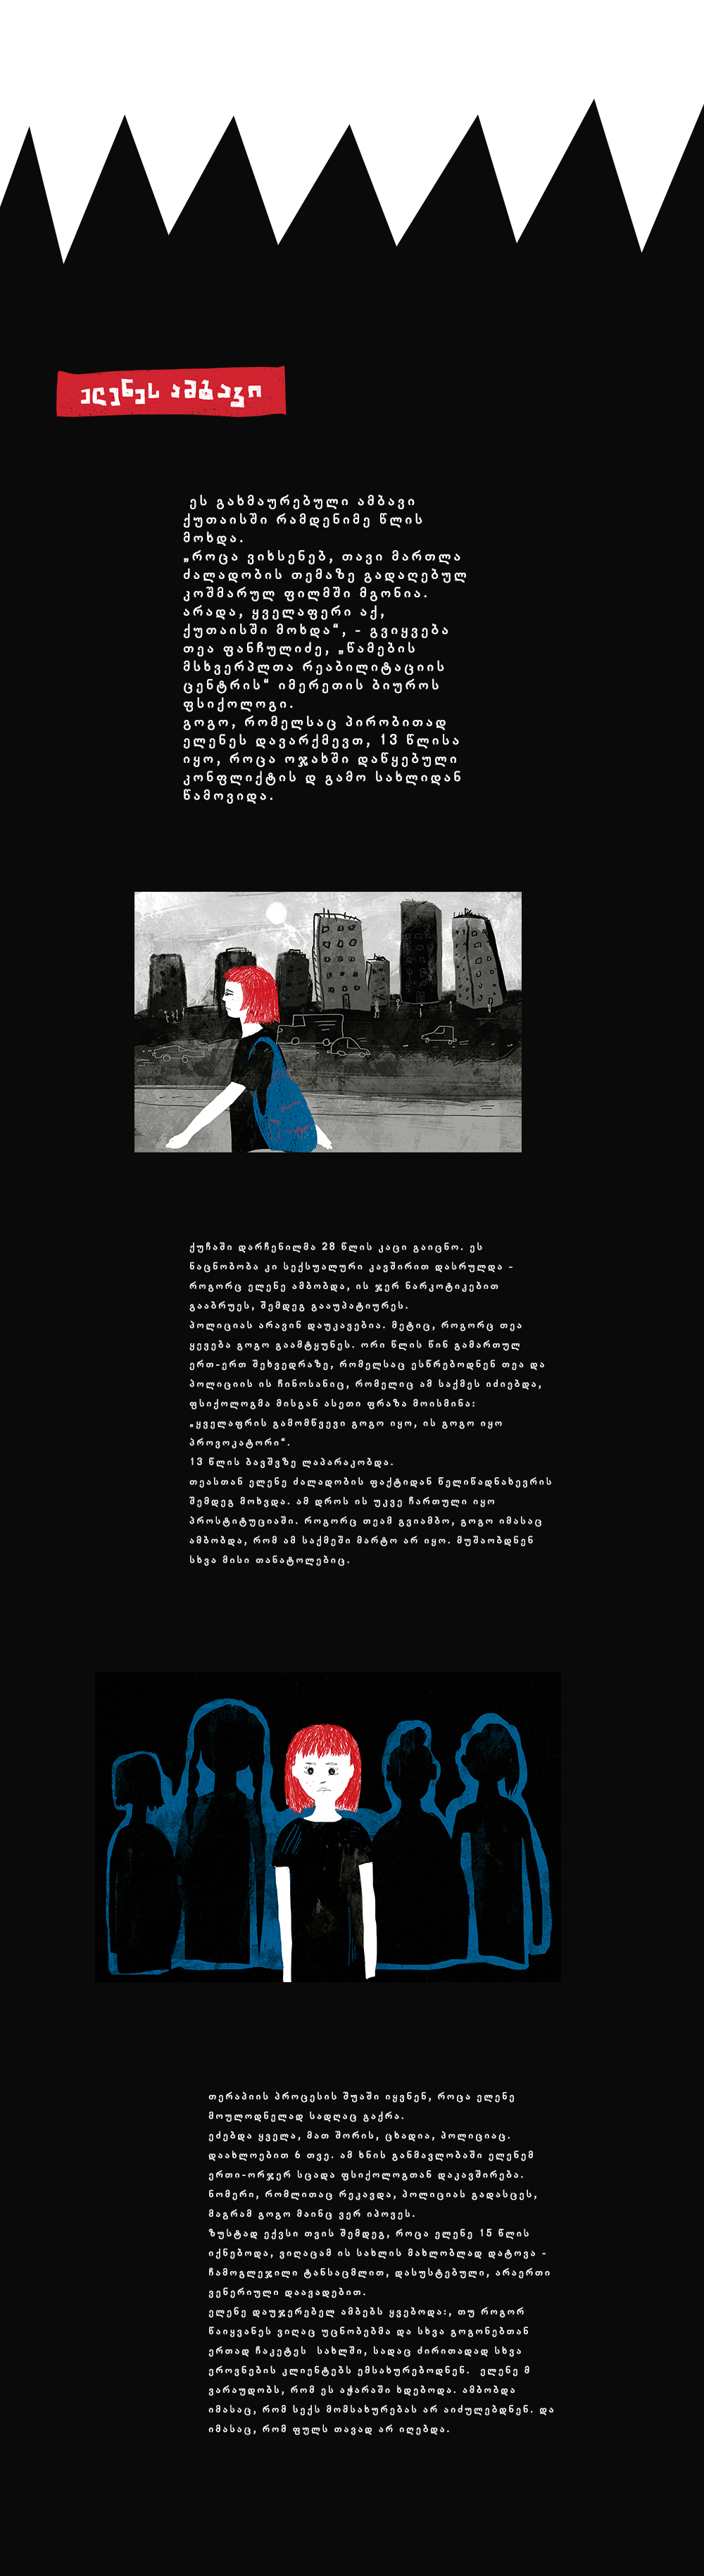 ელენეს ამბავი
ეს გახმაურებული ამბავი
ქუთაისში რამდენიმე წლის
მოხდა.
„როცა ვიხსენებ, თავი მართლა
ძალადობის თემაზე გადაღებულ
კოშმარულ ფილმში მგონია.
არადა, ყველაფერი აქ,
ქუთაისში მოხდა“, - გვიყვება
თეა ფანჩულიძე, „წამების
მსხვერპლთა რეაბილიტაციის
ცენტრის“ იმერეთის ბიუროს
ფსიქოლოგი.
გოგო, რომელსაც პირობითად
ელენეს დავარქმევთ, 13 წლისა
იყო, როცა ოჯახში დაწყებული
კონფლიქტის დ გამო სახლიდან
წამოვიდა.
ქუჩაში დარჩენილმა 28 წლის კაცი გაიცნო. ეს
ნაცნობობა კი სექსუალური კავშირით დასრულდა -
როგორც ელენე ამბობდა, ის ჯერ ნარკოტიკებით
გააბრუეს, შემდეგ გააუპატიურეს.
პოლიციას არავინ დაუკავებია. მეტიც, როგორც თეა
ყევება გოგო გაამტყუნეს. ორი წლის წინ გამართულ
ერთ-ერთ შეხვედრაზე, რომელსაც ესწრებოდნენ თეა და
პოლიციის ის ჩინოსანიც, რომელიც ამ საქმეს იძიებდა,
ფსიქოლოგმა მისგან ასეთი ფრაზა მოისმინა:
„ყველაფრის გამომწვევი გოგო იყო, ის გოგო იყო
პროვოკატორი“.
13 წლის ბავშვზე ლაპარაკობდა.
თეასთან ელენე ძალადობის ფაქტიდან წელიწადნახევრის
შემდეგ მოხვდა. ამ დროს ის უკვე ჩართული იყო
პროსტიტუციაში. როგორც თეამ გვიამბო, გოგო იმასაც
ამბობდა, რომ ამ საქმეში მარტო არ იყო. მუშაობდნენ
სხვა მისი თანატოლებიც.
თერაპიის პროცესის შუაში იყვნენ, როცა ელენე
მოულოდნელად სადღაც გაქრა.
ეძებდა ყველა, მათ შორის, ცხადია, პოლიციაც.
დაახლოებით 6 თვე. ამ ხნის განმავლობაში ელენემ
ერთი-ორჯერ სცადა ფსიქოლოგთან დაკავშირება.
ნომერი, რომლითაც რეკავდა, პოლიციას გადასცეს,
მაგრამ გოგო მაინც ვერ იპოვეს.
ზუსტად ექვსი თვის შემდეგ, როცა ელენე 15 წლის
იქნებოდა, ვიღაცამ ის სახლის მახლობლად დატოვა -
ჩამოგლეჯილი ტანსაცმლით, დასუსტებული, არაერთი
ვენერიული დაავადებით.
ელენე დაუჯერებელ ამბებს ყვებოდა:, თუ როგორ
წაიყვანეს ვიღაც უცნობებმა და სხვა გოგონებთან
ერთად ჩაკეტეს სახლში, სადაც ძირითადად სხვა
ეროვნების კლიენტებს ემსახურებოდნენ. ელენე მ
ვარაუდობს, რომ ეს აჭარაში ხდებოდა. ამბობდა
იმასაც, რომ სექს მომსახურებას არ აიძულებდნენ. და
იმასაც, რომ ფულს თავად არ იღებდა.